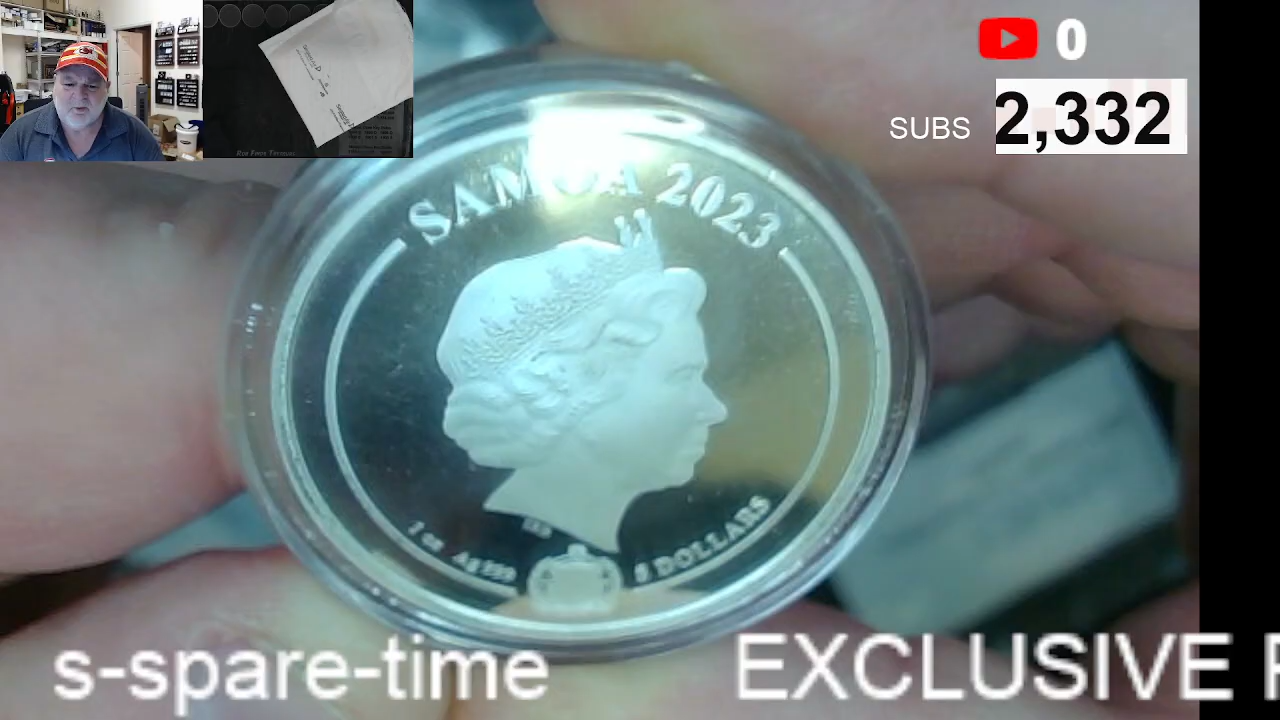 0
SUBS 2,332
SAMOA 2023
1 oz Ag 999
5 DOLLARS
s-spare-time EXCLUSIVE